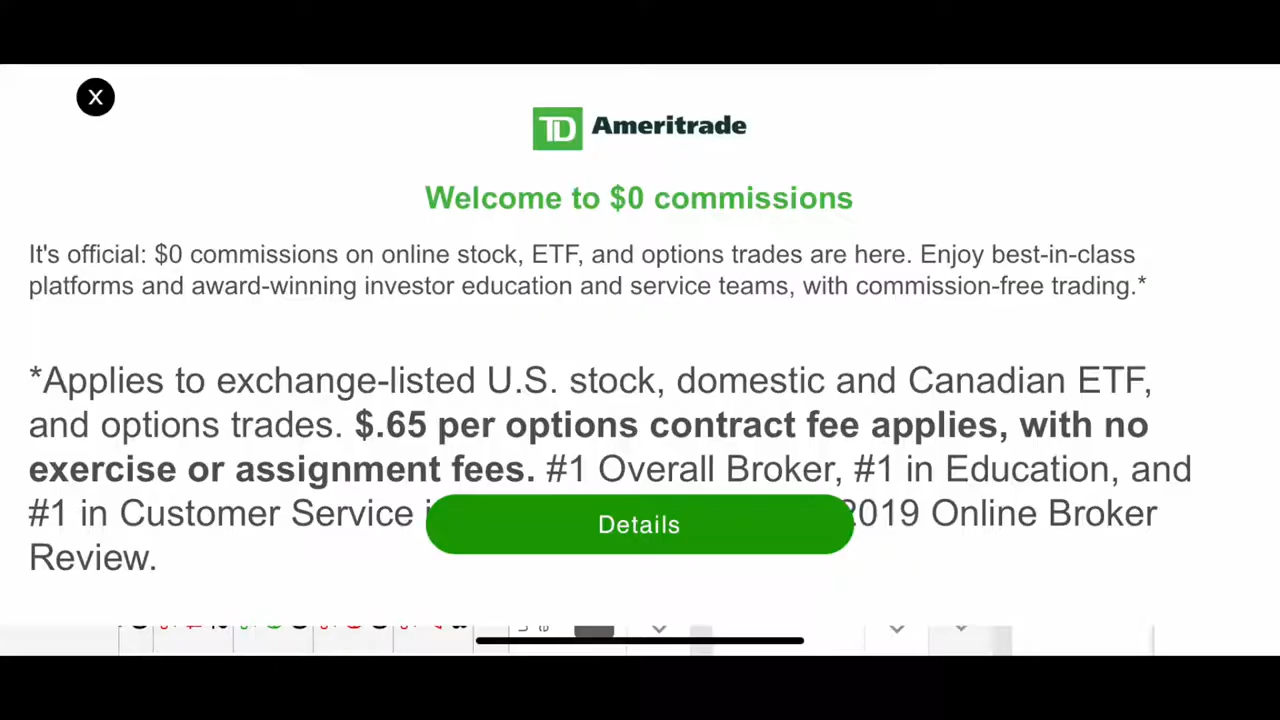 X
TD Ameritrade
Welcome to $0 commissions
It's official: $0 commissions on online stock, ETF, and options trades are here. Enjoy best-in-class
platforms and award-winning investor education and service teams, with commission-free trading.*
*Applies to exchange-listed U.S. stock, domestic and Canadian ETF,
and options trades. $.65 per options contract fee applies, with no
exercise or assignment fees. #1 Overall Broker, #1 in Education, and
#1 in Customer Service 2019 Online Broker
Details
Review.